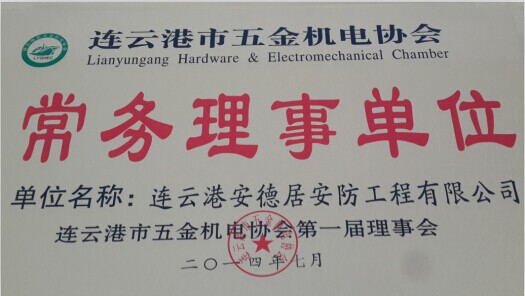 连云港市五金机电协会
Lianyungang Hardware & Electromechanical Chamber
常务理事单位
单位名称：连云港安德居安防工程有限公司
连云港市五金机电协会第一届理事会
二〇一四年七月